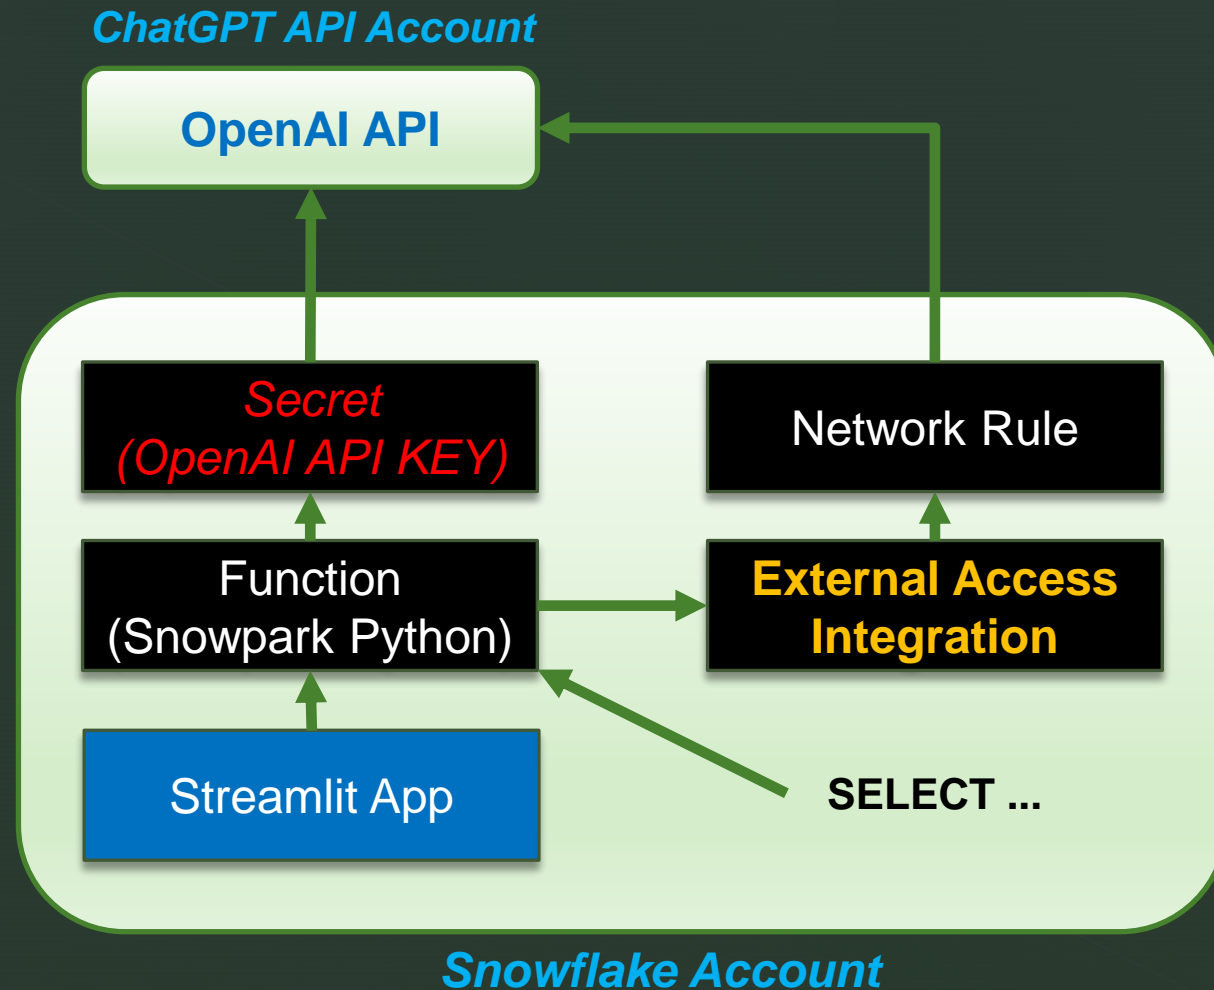 ChatGPT API Account
OpenAI API
Secret
(OpenAI API KEY)
Network Rule
Function
(Snowpark Python)
External Access
Integration
Streamlit App
SELECT ...
Snowflake Account